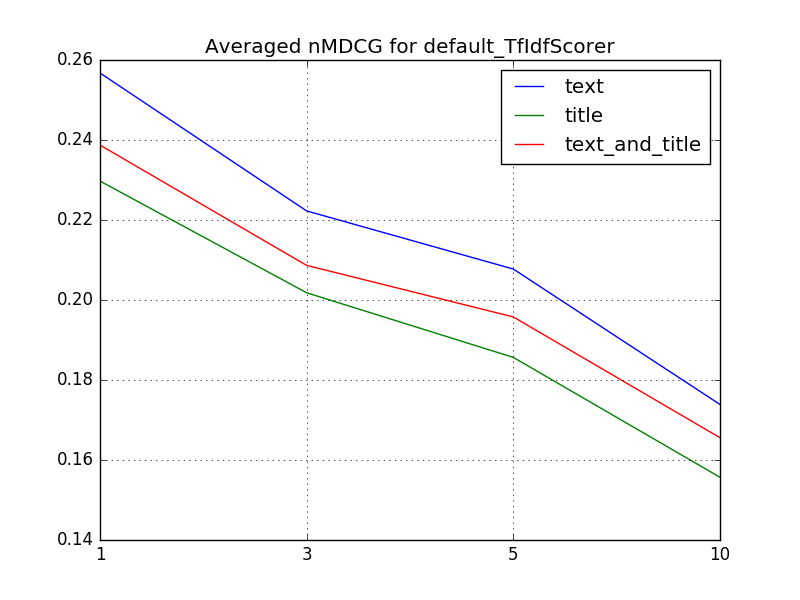 Averaged nMDCG for default_TfIdfScorer
text
title
text_and_title
0.26
0.24
0.22
0.20
0.18
0.16
0.14
1 3 5 10